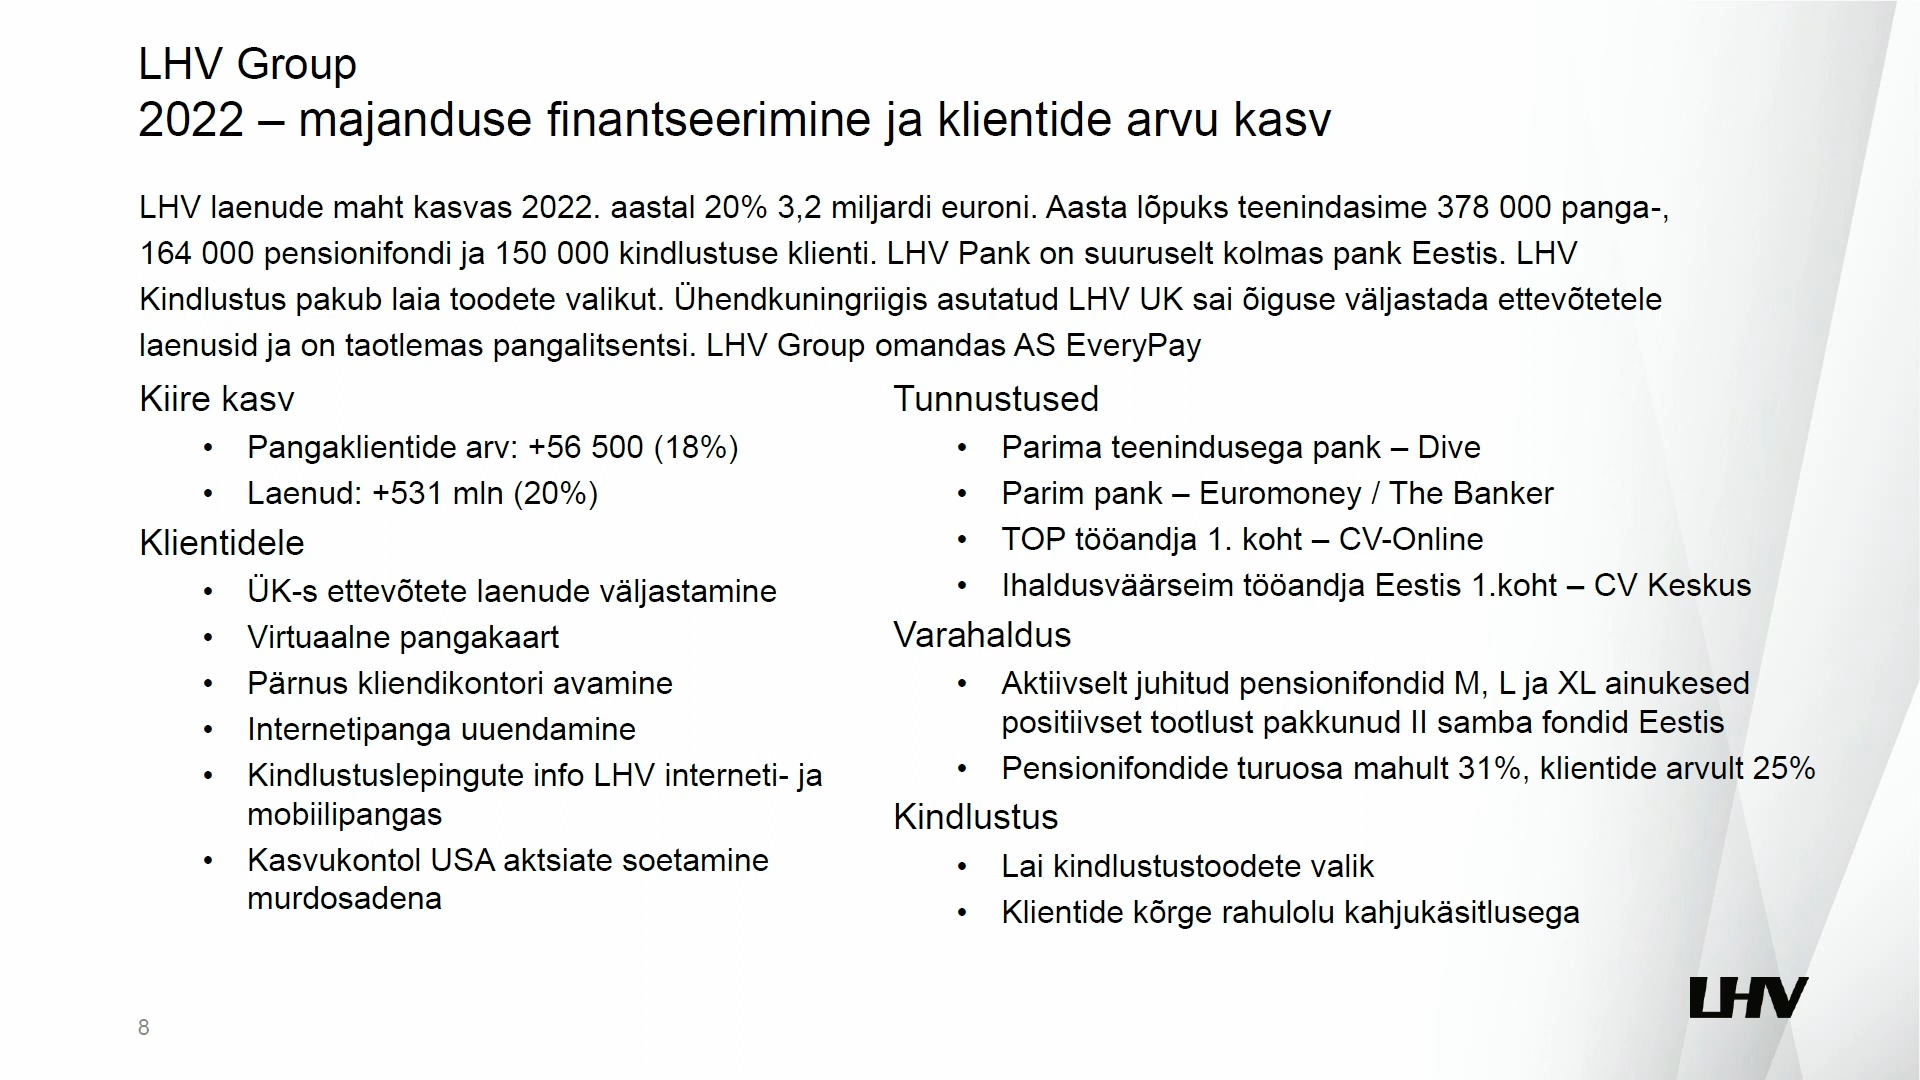 LHV Group
2022 – majanduse finantseerimine ja klientide arvu kasv
LHV laenude maht kasvas 2022. aastal 20% 3,2 miljardi euroni. Aasta lõpuks teenindasime 378 000 panga-,
164 000 pensionifondi ja 150 000 kindlustuse klienti. LHV Pank on suuruselt kolmas pank Eestis. LHV
Kindlustus pakub laia toodete valikut. Ühendkuningriigis asutatud LHV UK sai õiguse väljastada ettevõtetele
laenusid ja on taotlemas pangalitsentsi. LHV Group omandas AS EveryPay
Kiire kasv
• Pangaklientide arv: +56 500 (18%)
• Laenud: +531 mln (20%)
Klientidele
• ÜK-s ettevõtete laenude väljastamine
• Virtuaalne pangakaart
• Pärnus kliendikontori avamine
• Internetipanga uuendamine
• Kindlustuslepingute info LHV interneti- ja
mobiilipangas
• Kasvukontol USA aktsiate soetamine
murdosadena
Tunnustused
• Parima teenindusega pank – Dive
• Parim pank – Euromoney / The Banker
• TOP tööandja 1. koht – CV-Online
• Ihaldusväärseim tööandja Eestis 1.koht – CV Keskus
Varahaldus
• Aktiivselt juhitud pensionifondid M, L ja XL ainukesed
positiivset tootlust pakkunud II samba fondid Eestis
• Pensionifondide turuosa mahult 31%, klientide arvult 25%
Kindlustus
• Lai kindlustustoodete valik
• Klientide kõrge rahulolu kahjukäsitlusega
LHV
8